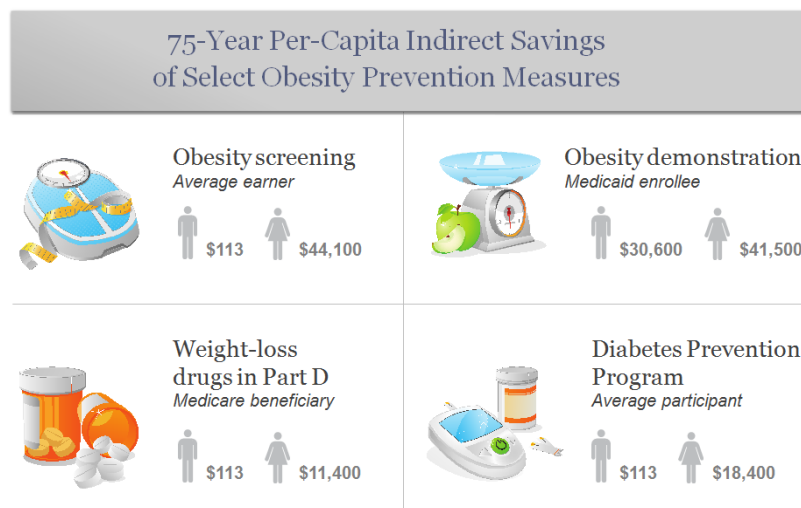 75-Year Per-Capita Indirect Savings
of Select Obesity Prevention Measures
Obesity screening
Average earner
$113
$44,100
Obesity demonstration
Medicaid enrollee
$30,600
$41,500
Weight-loss
drugs in Part D
Medicare beneficiary
$113
$11,400
Diabetes Prevention
Program
Average participant
$113
$18,400